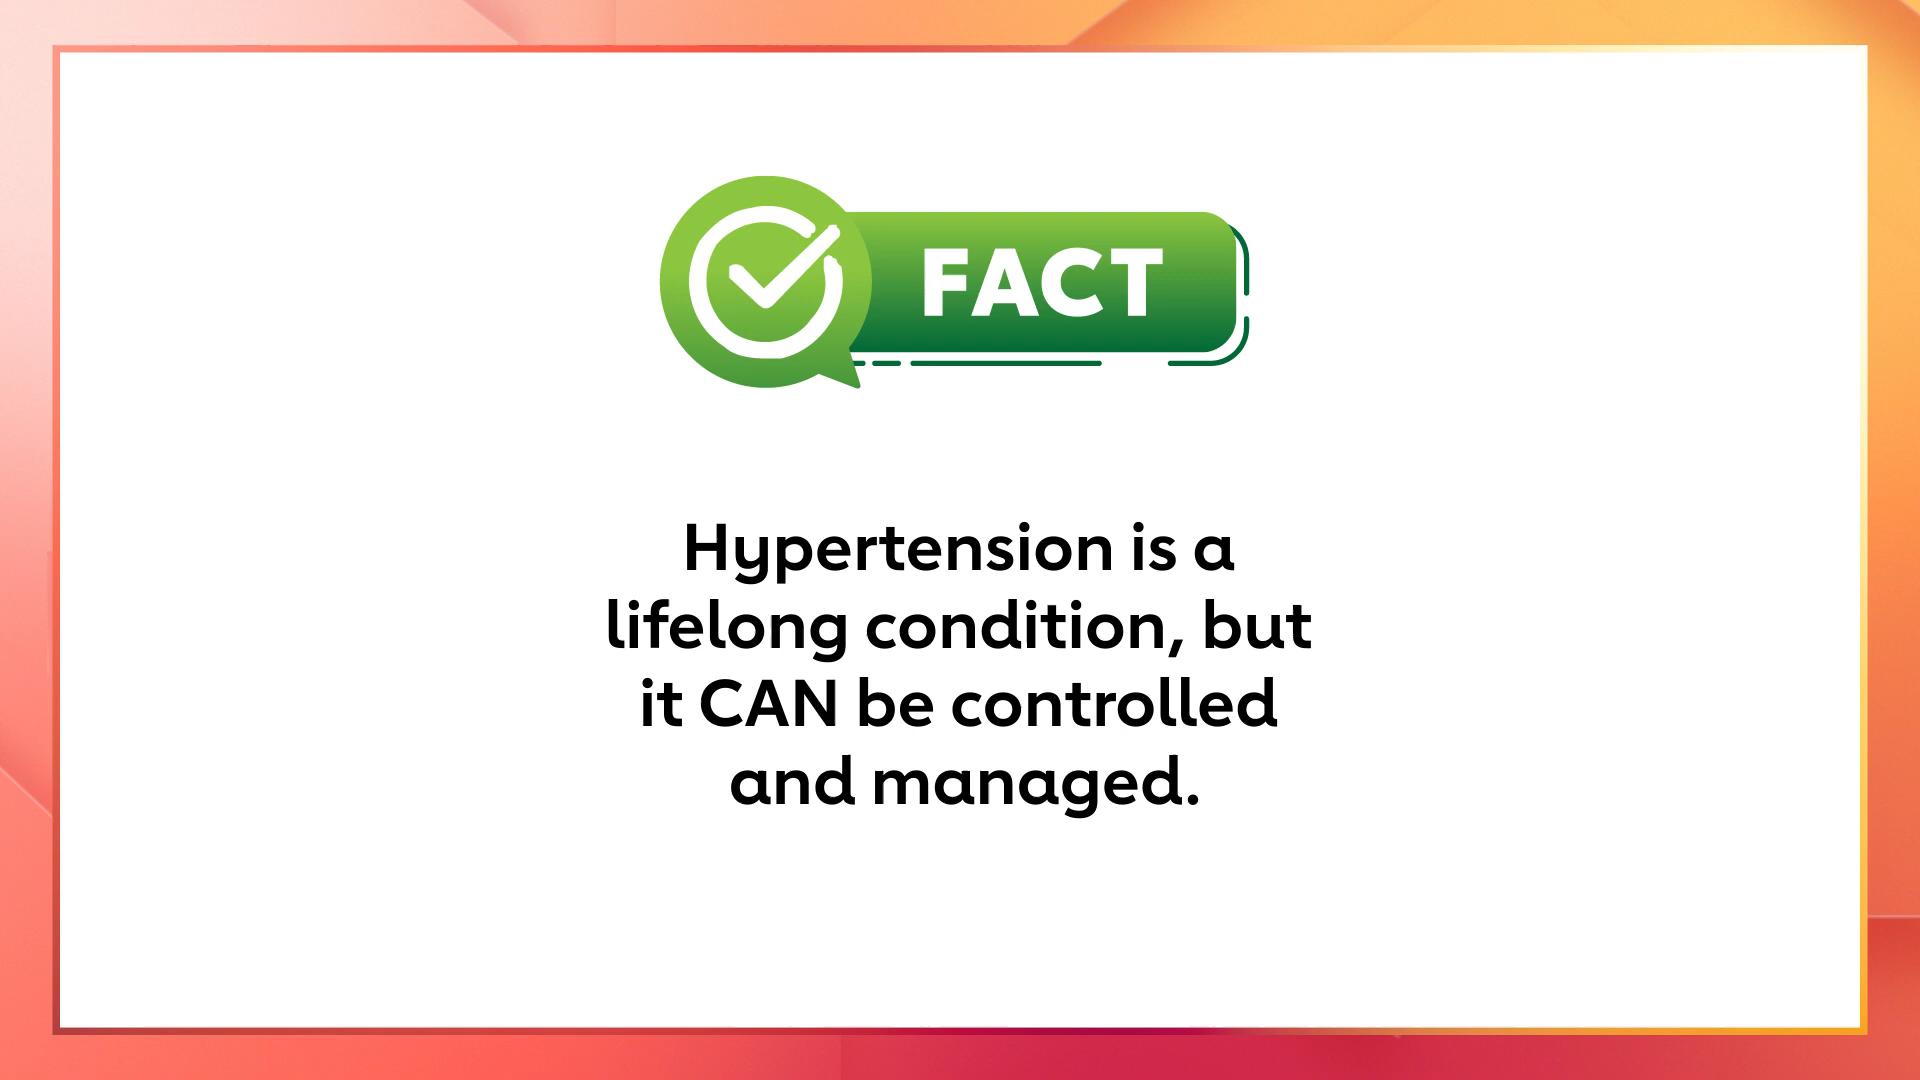 FACT
Hypertension is a
lifelong condition, but
it CAN be controlled
and managed.